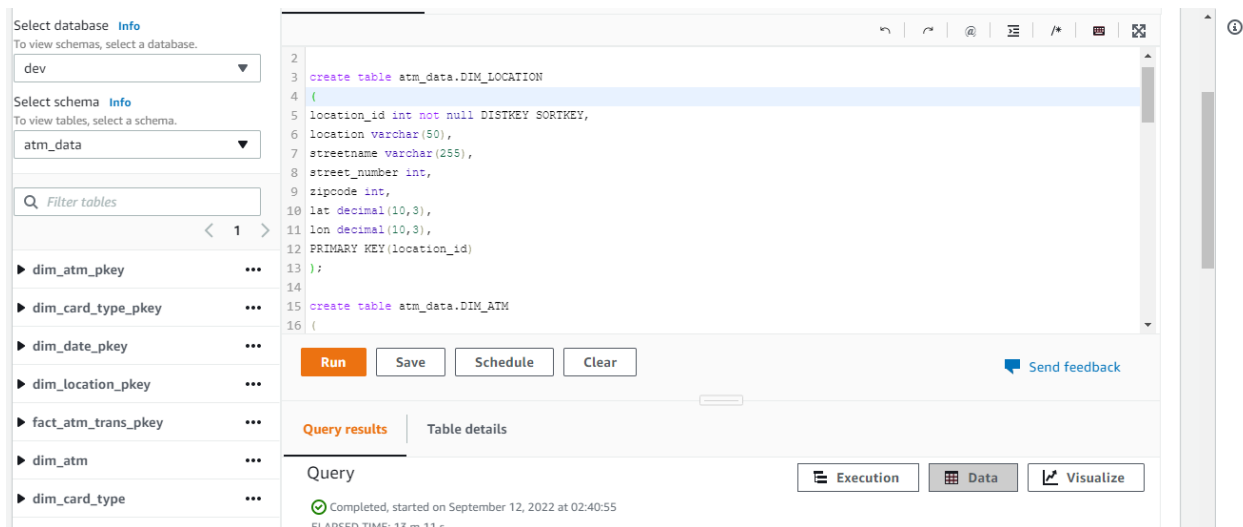 Select database Info
To view schemas, select a database.
dev
Select schema Info
To view tables, select a schema.
atm_data
Filter tables
1
dim_atm_pkey
dim_card_type_pkey
dim_date_pkey
dim_location_pkey
fact_atm_trans_pkey
dim_atm
dim_card_type
2
3 create table atm_data.DIM_LOCATION
4 (
5 location_id int not null DISTKEY SORTKEY,
6 location varchar(50),
7 streetname varchar(255),
8 street_number int,
9 zipcode int,
10 lat decimal(10,3),
11 lon decimal(10,3),
12 PRIMARY KEY(location_id)
13 );
14
15 create table atm_data.DIM_ATM
16 (
Run Save Schedule Clear
Send feedback
Query results Table details
Query
Execution Data Visualize
Completed, started on September 12, 2022 at 02:40:55
ELAPSED TIME: 13 m 11 s